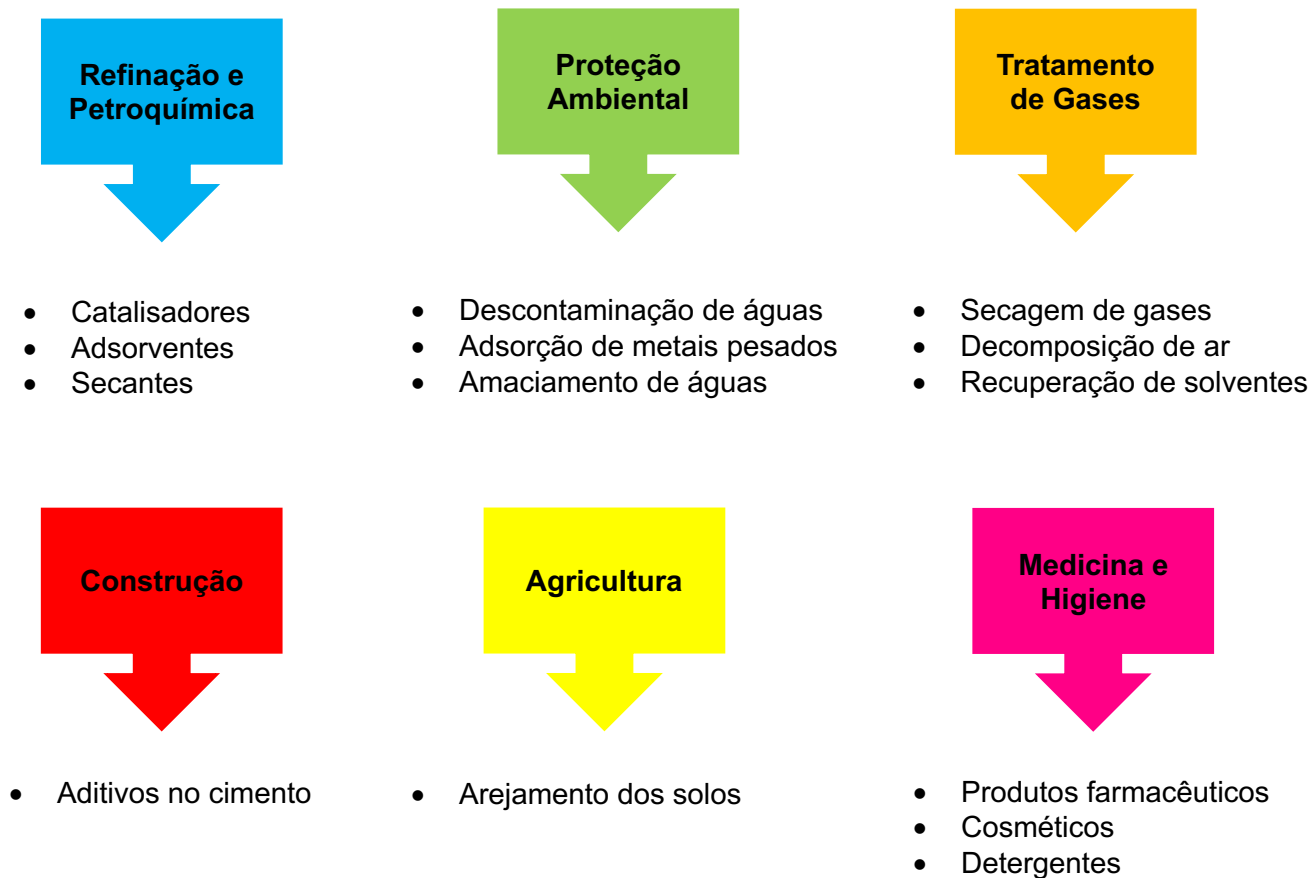 Refinação e
Petroquímica
Proteção
Ambiental
Tratamento
de Gases
• Catalisadores
• Adsorventes
• Secantes
• Descontaminação de águas
• Adsorção de metais pesados
• Amaciamento de águas
• Secagem de gases
• Decomposição de ar
• Recuperação de solventes
Construção
Agricultura
Medicina e
Higiene
• Aditivos no cimento
• Arejamento dos solos
• Produtos farmacêuticos
• Cosméticos
• Detergentes